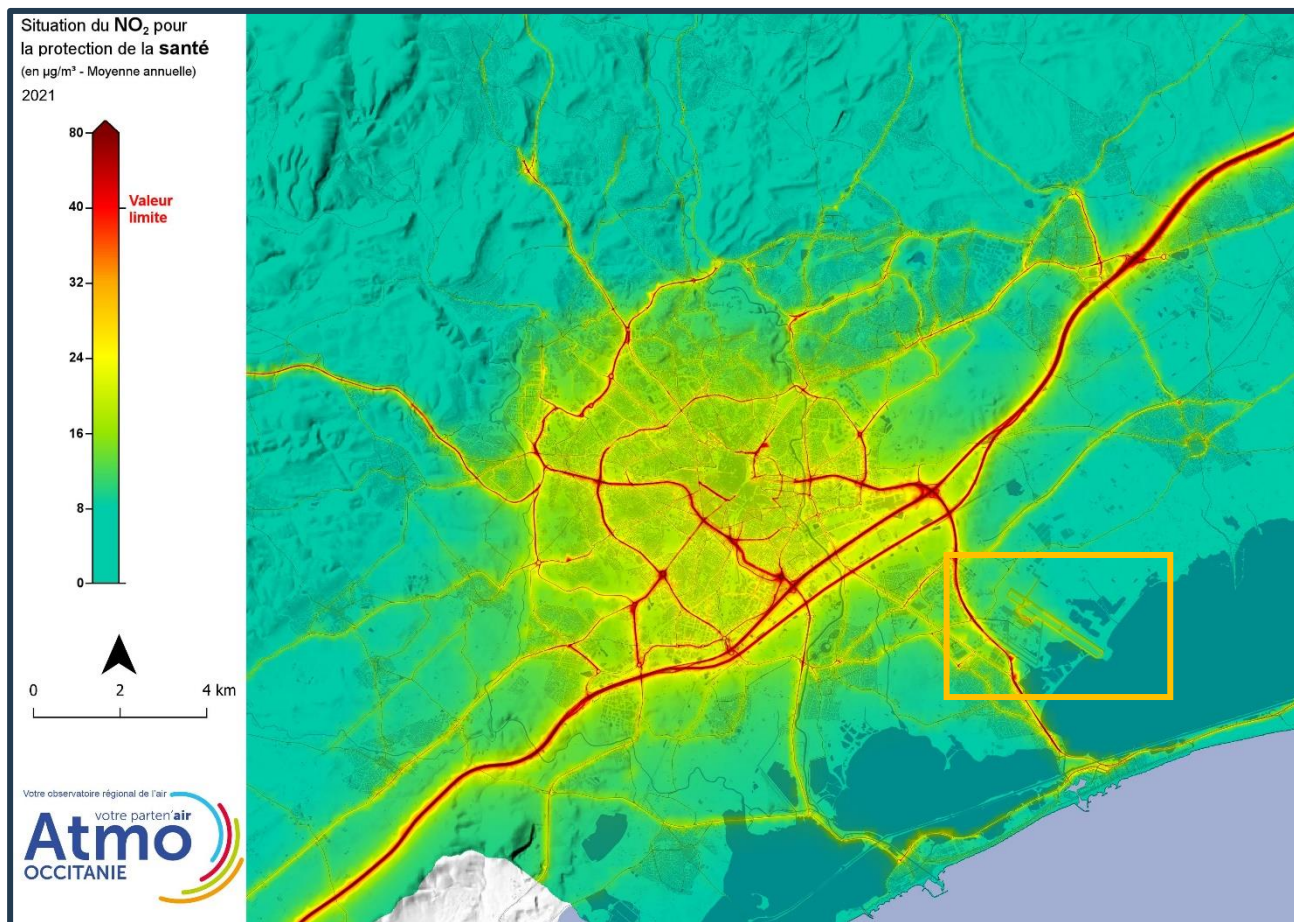 Situation du NO₂ pour
la protection de la santé
(en µg/m³ - Moyenne annuelle)
2021
80
Valeur
limite
40
32
24
16
8
0
0 2 4 km
Votre observatoire régional de l'air
votre parten'air
Atmo
OCCITANIE